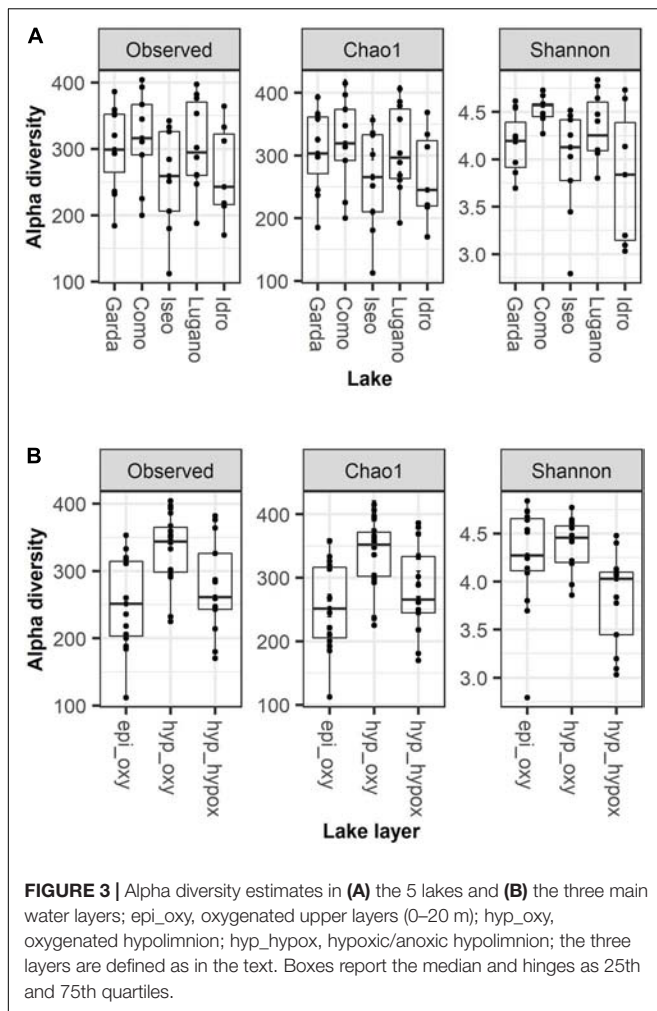 A
Observed
Chao1
Shannon
Alpha diversity
400
300
200
100
400
300
200
100
4.5
4.0
3.5
3.0
Garda
Como
Iseo
Lugano
Idro
Garda
Como
Iseo
Lugano
Idro
Garda
Como
Iseo
Lugano
Idro
Lake
B
Observed
Chao1
Shannon
Alpha diversity
400
300
200
100
400
300
200
100
4.5
4.0
3.5
3.0
epi_oxy
hyp_oxy
hyp_hypox
epi_oxy
hyp_oxy
hyp_hypox
epi_oxy
hyp_oxy
hyp_hypox
Lake layer
FIGURE 3 | Alpha diversity estimates in (A) the 5 lakes and (B) the three main
water layers; epi_oxy, oxygenated upper layers (0–20 m); hyp_oxy,
oxygenated hypolimnion; hyp_hypox, hypoxic/anoxic hypolimnion; the three
layers are defined as in the text. Boxes report the median and hinges as 25th
and 75th quartiles.